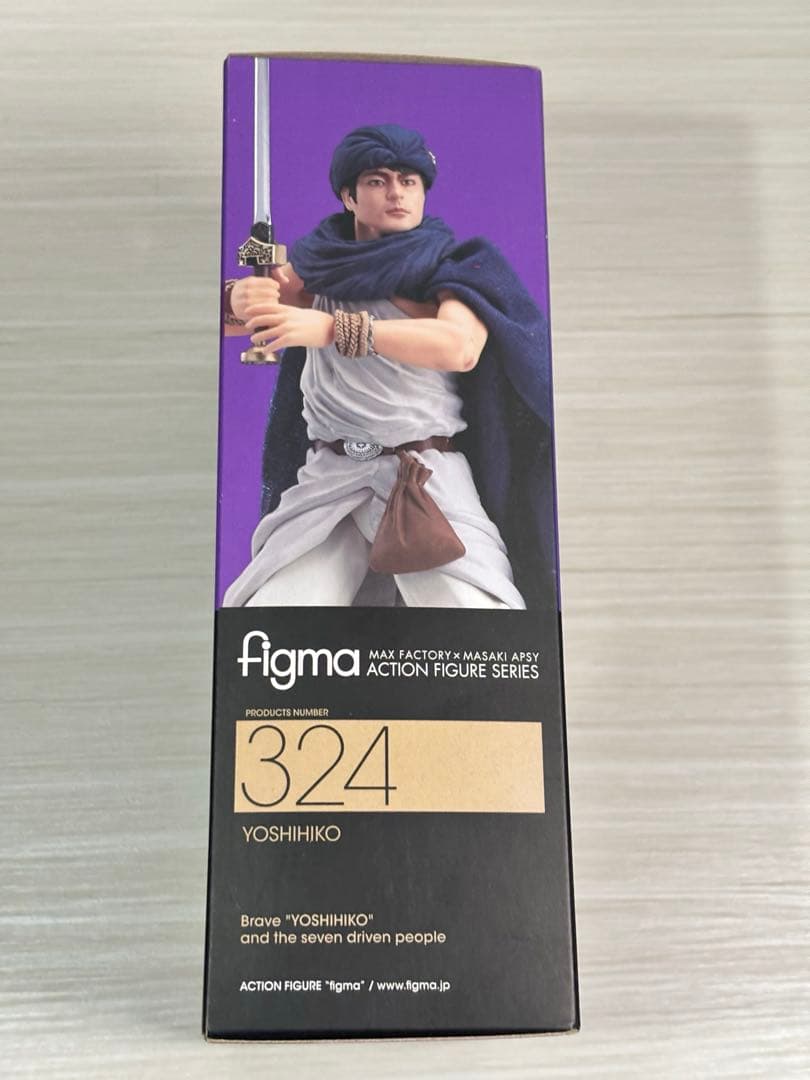 figma MAX FACTORY × MASAKI APSY
ACTION FIGURE SERIES
PRODUCTS NUMBER
324
YOSHIHIKO
Brave "YOSHIHIKO"
and the seven driven people
ACTION FIGURE "figma" / www.figma.jp